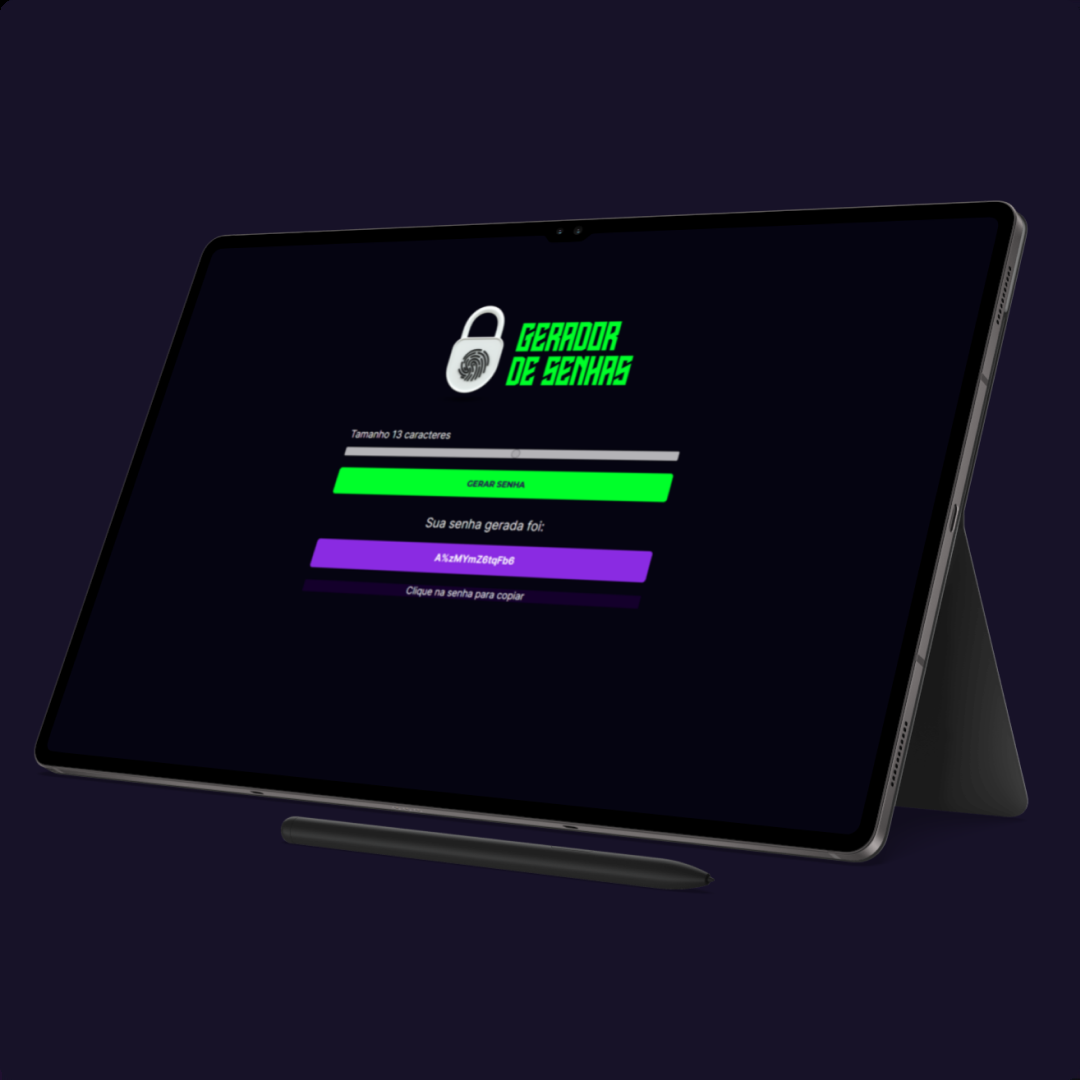 GERADOR
DE SENHAS
Tamanho 13 caracteres
GERAR SENHA
Sua senha gerada foi:
A%zMYmZ6tqFb6
Clique na senha para copiar